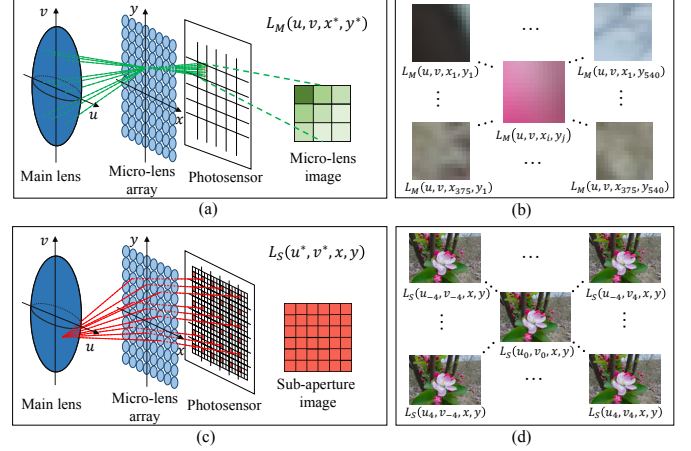 v
y
L_M(u, v, x*, y*)
u
x
Main lens
Micro-lens
array
Photosensor
Micro-lens
image
(a)
L_M(u, v, x_1, y_1)
L_M(u, v, x_1, y_540)
...
⋮
⋮
L_M(u, v, x_i, y_j)
...
L_M(u, v, x_375, y_1)
L_M(u, v, x_375, y_540)
(b)
v
y
L_S(u*, v*, x, y)
u
x
Main lens
Micro-lens
array
Photosensor
Sub-aperture
image
(c)
...
L_S(u_−4, v_−4, x, y)
L_S(u_−4, v_4, x, y)
⋮
⋮
L_S(u_0, v_0, x, y)
...
L_S(u_4, v_−4, x, y)
L_S(u_4, v_4, x, y)
(d)